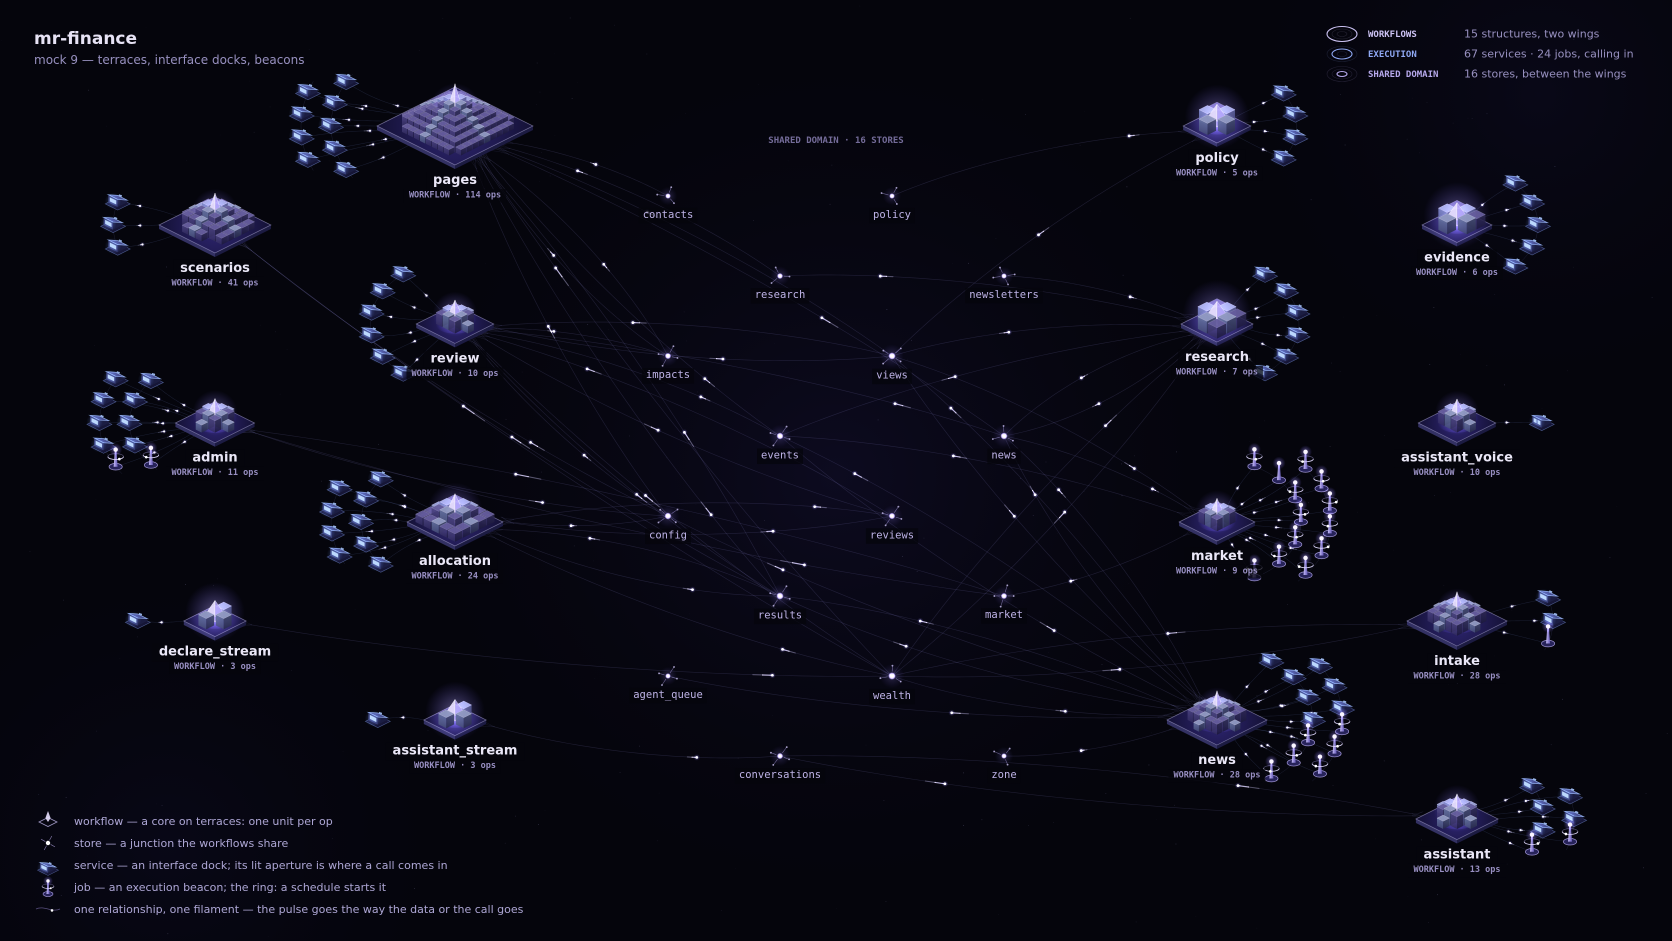 mr-finance
mock 9 — terraces, interface docks, beacons
WORKFLOWS 15 structures, two wings
EXECUTION 67 services · 24 jobs, calling in
SHARED DOMAIN 16 stores, between the wings
SHARED DOMAIN · 16 STORES
pages
WORKFLOW · 114 ops
policy
WORKFLOW · 5 ops
contacts
policy
scenarios
WORKFLOW · 41 ops
evidence
WORKFLOW · 6 ops
research
newsletters
review
WORKFLOW · 10 ops
research
WORKFLOW · 7 ops
impacts
views
admin
WORKFLOW · 11 ops
events
news
assistant_voice
WORKFLOW · 10 ops
allocation
WORKFLOW · 24 ops
config
reviews
market
WORKFLOW · 9 ops
results
market
declare_stream
WORKFLOW · 3 ops
intake
WORKFLOW · 28 ops
agent_queue
wealth
assistant_stream
WORKFLOW · 3 ops
conversations
zone
news
WORKFLOW · 28 ops
assistant
WORKFLOW · 13 ops
workflow — a core on terraces: one unit per op
store — a junction the workflows share
service — an interface dock; its lit aperture is where a call comes in
job — an execution beacon; the ring: a schedule starts it
one relationship, one filament — the pulse goes the way the data or the call goes